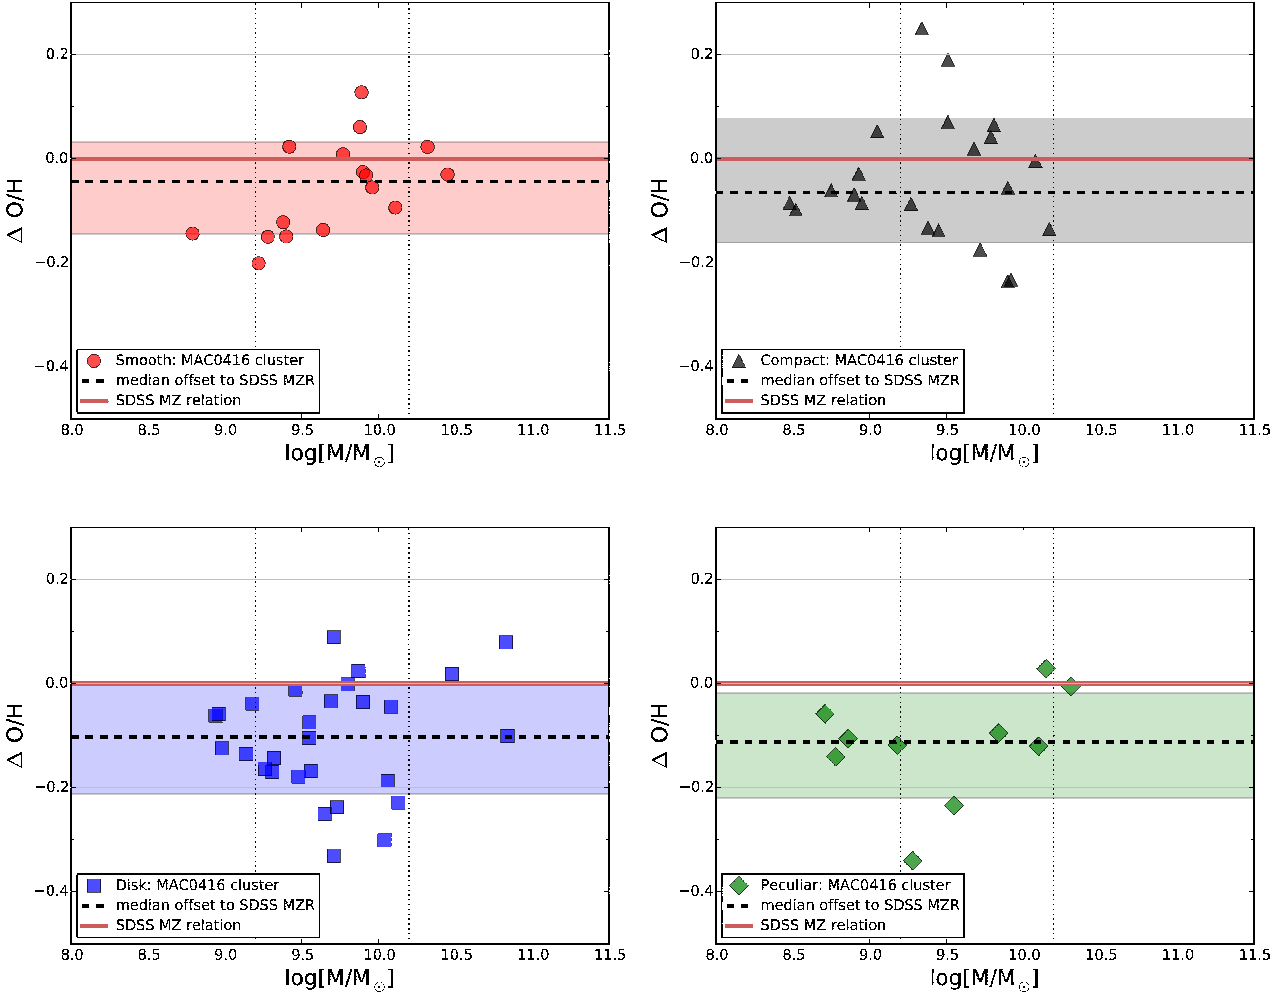 0.2
0.0
−0.2
−0.4
Δ O/H
Smooth: MAC0416 cluster
median offset to SDSS MZR
SDSS MZ relation
8.0 8.5 9.0 9.5 10.0 10.5 11.0 11.5
log[M/M⊙]
0.2
0.0
−0.2
−0.4
Δ O/H
Compact: MAC0416 cluster
median offset to SDSS MZR
SDSS MZ relation
8.0 8.5 9.0 9.5 10.0 10.5 11.0 11.5
log[M/M⊙]
0.2
0.0
−0.2
−0.4
Δ O/H
Disk: MAC0416 cluster
median offset to SDSS MZR
SDSS MZ relation
8.0 8.5 9.0 9.5 10.0 10.5 11.0 11.5
log[M/M⊙]
0.2
0.0
−0.2
−0.4
Δ O/H
Peculiar: MAC0416 cluster
median offset to SDSS MZR
SDSS MZ relation
8.0 8.5 9.0 9.5 10.0 10.5 11.0 11.5
log[M/M⊙]